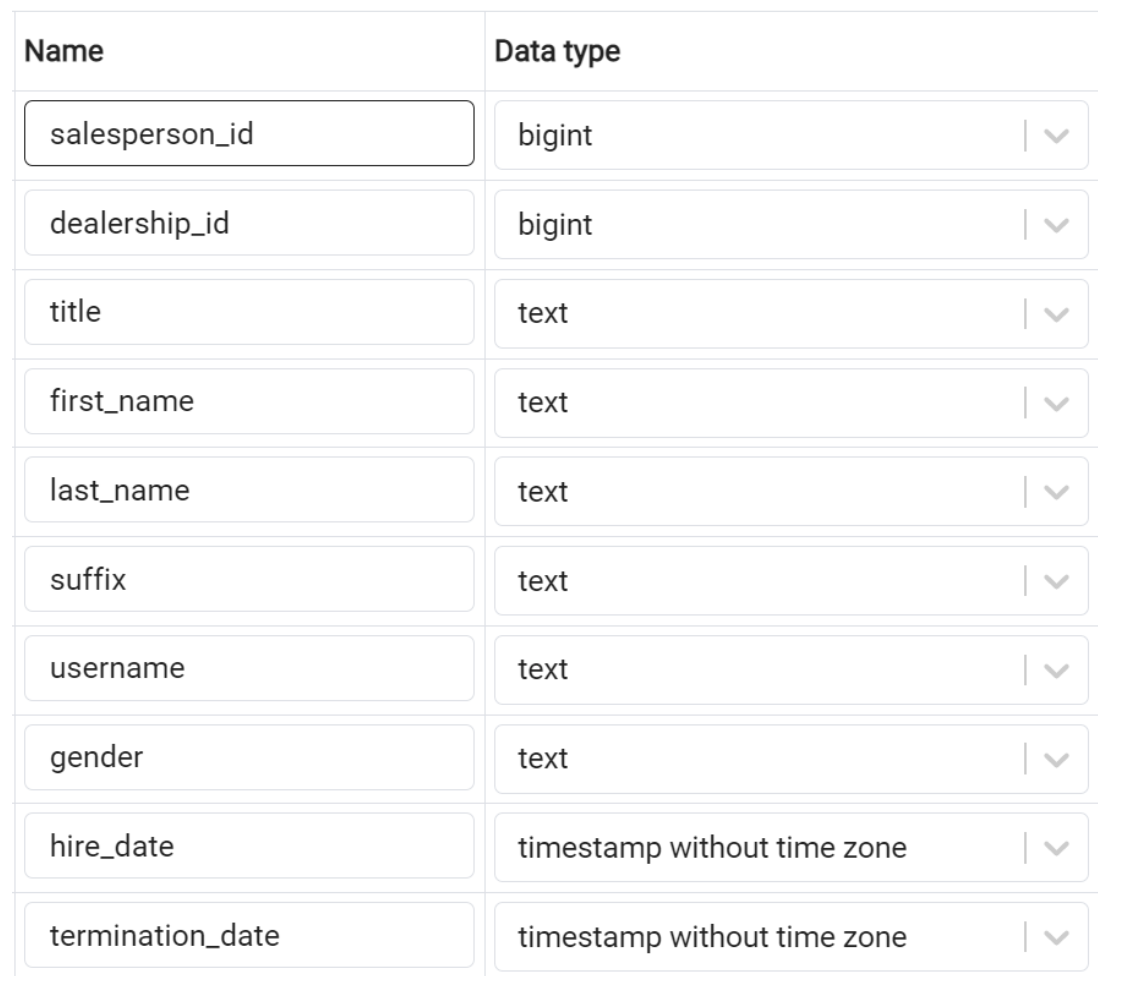 Name Data type
salesperson_id bigint
dealership_id bigint
title text
first_name text
last_name text
suffix text
username text
gender text
hire_date timestamp without time zone
termination_date timestamp without time zone